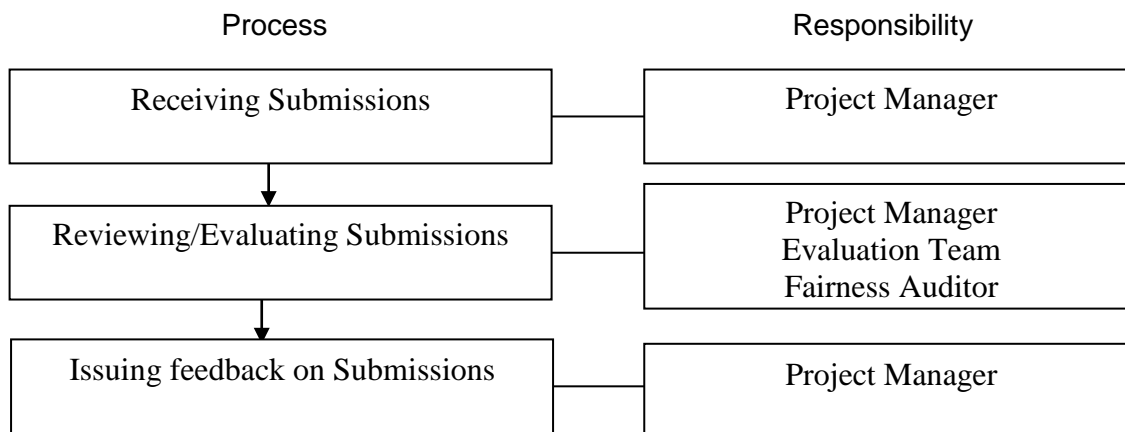 Process
Responsibility
Receiving Submissions
Project Manager
Reviewing/Evaluating Submissions
Project Manager
Evaluation Team
Fairness Auditor
Issuing feedback on Submissions
Project Manager